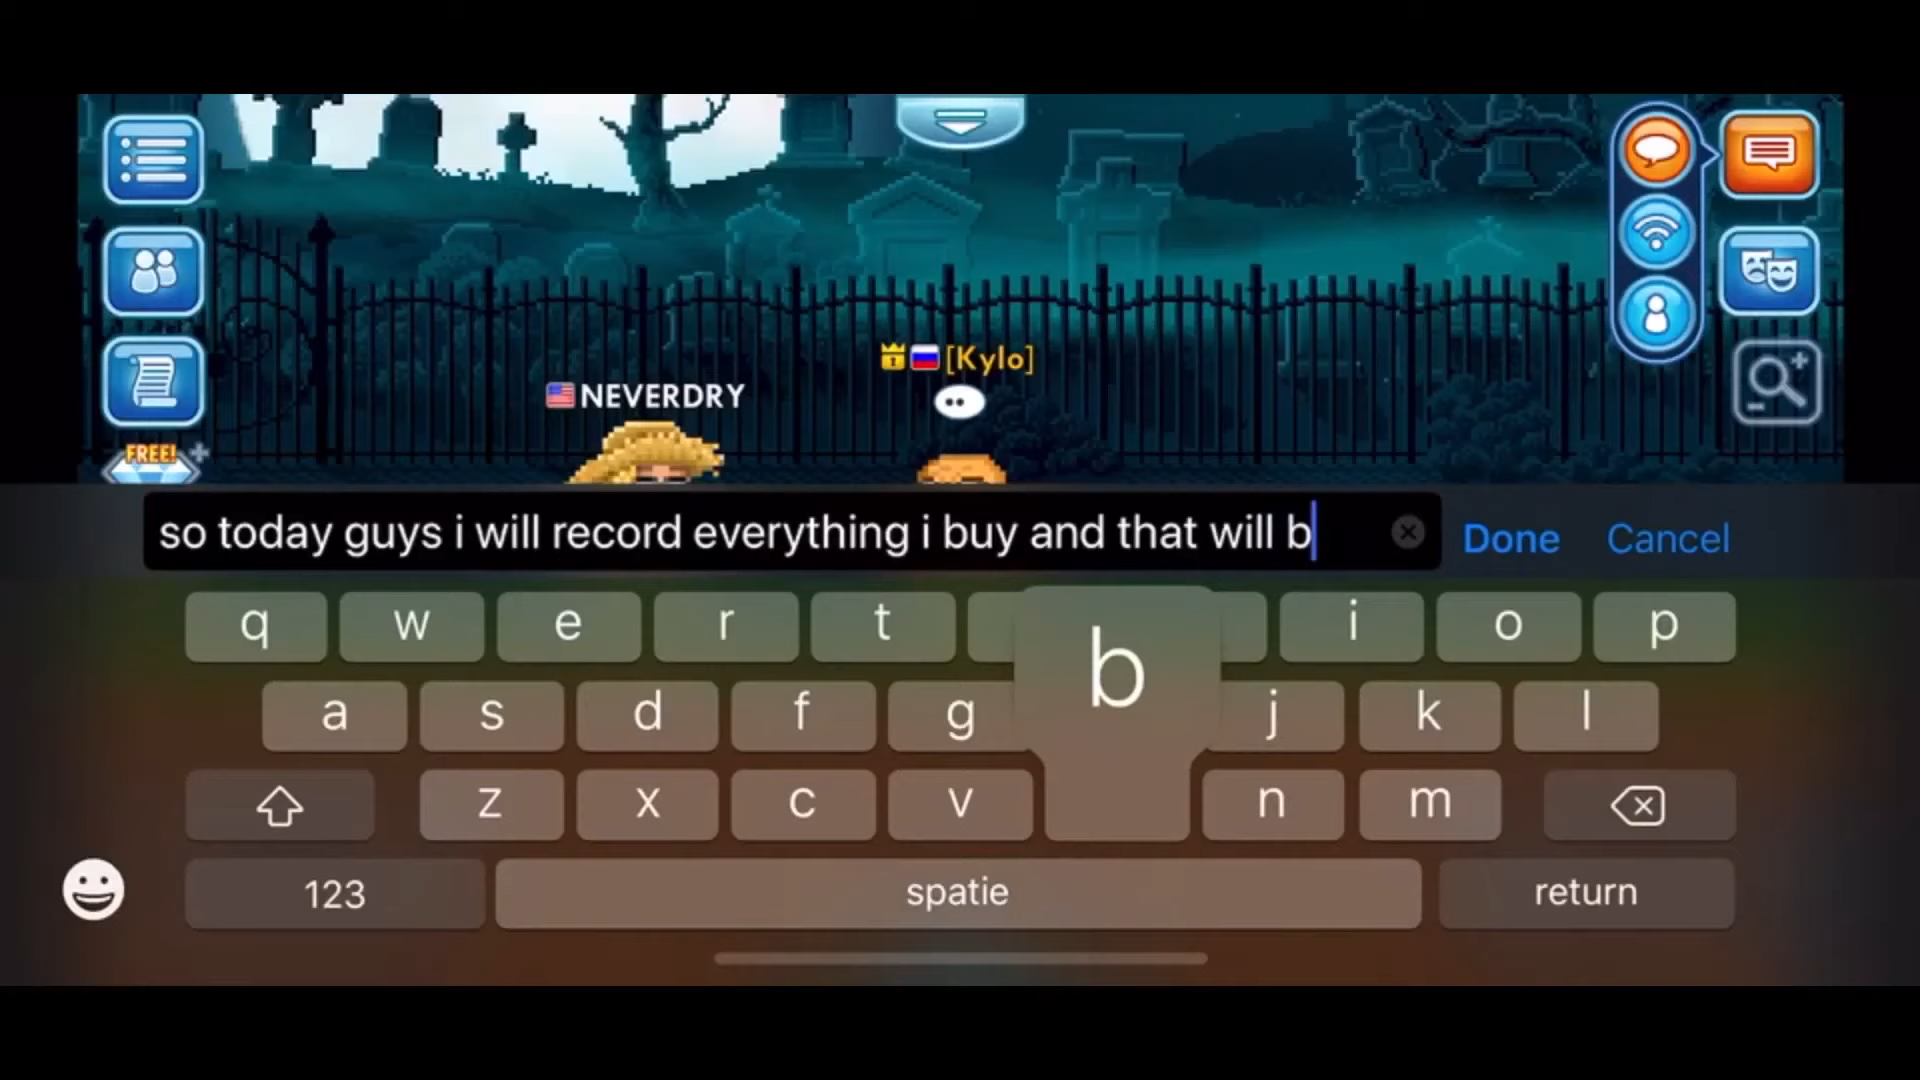 FREE!
[Kylo]
NEVERDRY
so today guys i will record everything i buy and that will b
Done
Cancel
q w e r t i o p
b
a s d f g j k l
z x c v n m
123
spatie
return